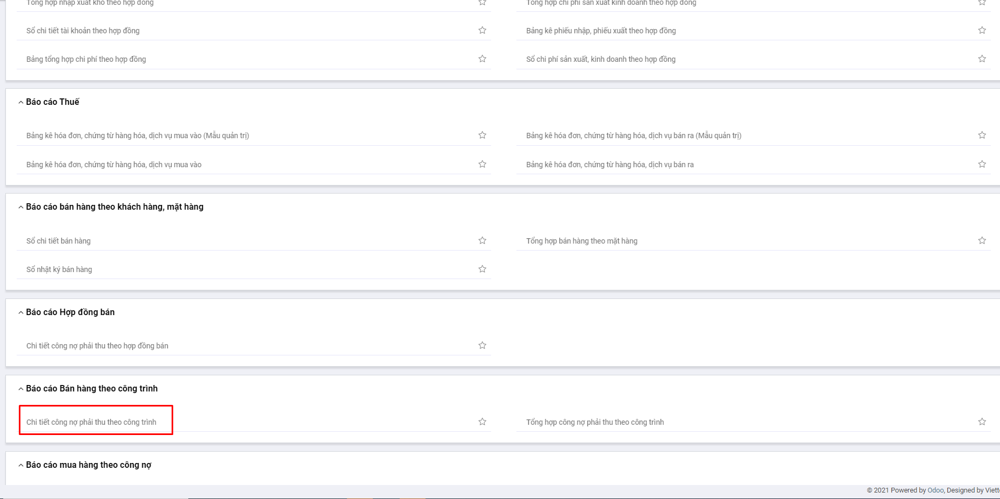 Tổng hợp nhập xuất kho theo hợp đồng
Tổng hợp chi phí sản xuất kinh doanh theo hợp đồng
Sổ chi tiết tài khoản theo hợp đồng
Bảng kê phiếu nhập, phiếu xuất theo hợp đồng
Bảng tổng hợp chi phí theo hợp đồng
Sổ chi phí sản xuất, kinh doanh theo hợp đồng
Báo cáo Thuế
Bảng kê hóa đơn, chứng từ hàng hóa, dịch vụ mua vào (Mẫu quản trị)
Bảng kê hóa đơn, chứng từ hàng hóa, dịch vụ bán ra (Mẫu quản trị)
Bảng kê hóa đơn, chứng từ hàng hóa, dịch vụ mua vào
Bảng kê hóa đơn, chứng từ hàng hóa, dịch vụ bán ra
Báo cáo bán hàng theo khách hàng, mặt hàng
Sổ chi tiết bán hàng
Tổng hợp bán hàng theo mặt hàng
Sổ nhật ký bán hàng
Báo cáo Hợp đồng bán
Chi tiết công nợ phải thu theo hợp đồng bán
Báo cáo Bán hàng theo công trình
Chi tiết công nợ phải thu theo công trình
Tổng hợp công nợ phải thu theo công trình
Báo cáo mua hàng theo công nợ
© 2021 Powered by Odoo, Designed by